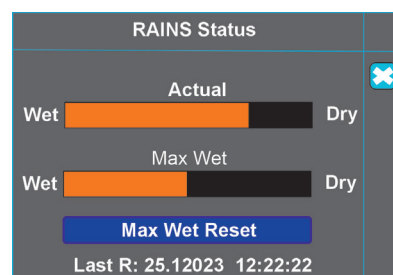 RAINS Status
Actual
Wet Dry
Max Wet
Wet Dry
Max Wet Reset
Last R: 25.12023 12:22:22